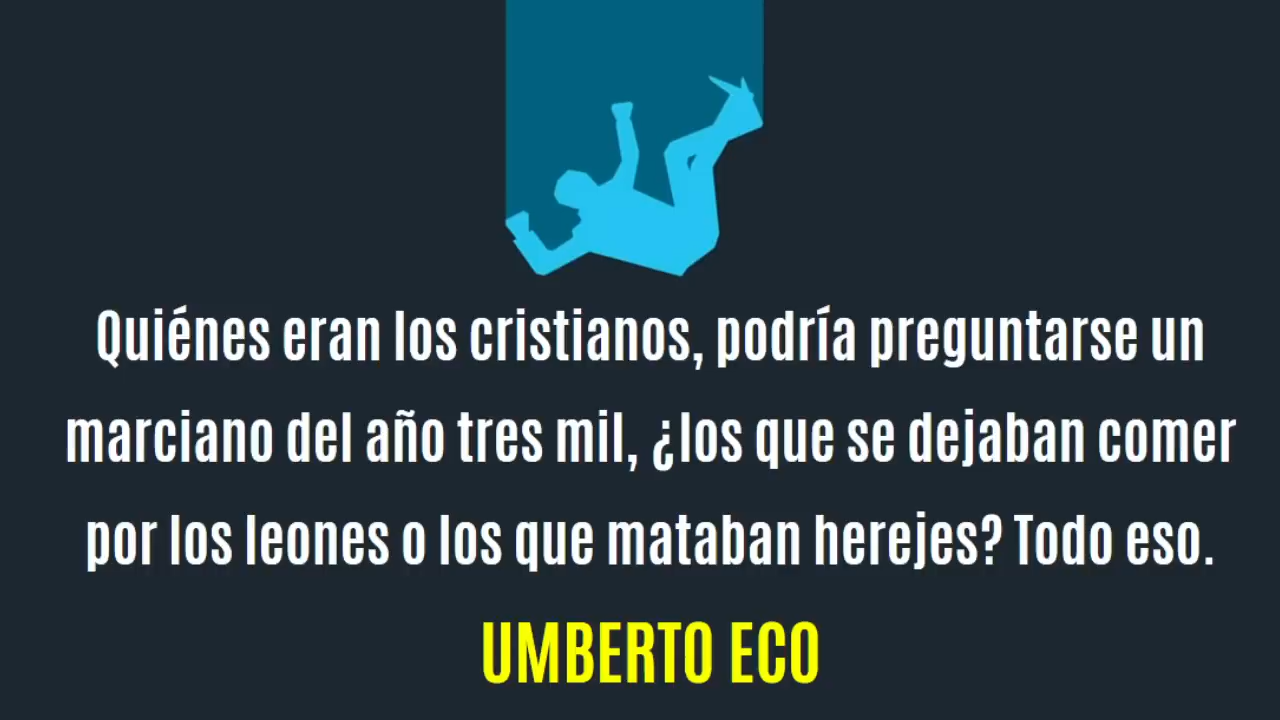 Quiénes eran los cristianos, podría preguntarse un
marciano del año tres mil, ¿los que se dejaban comer
por los leones o los que mataban herejes? Todo eso.
UMBERTO ECO